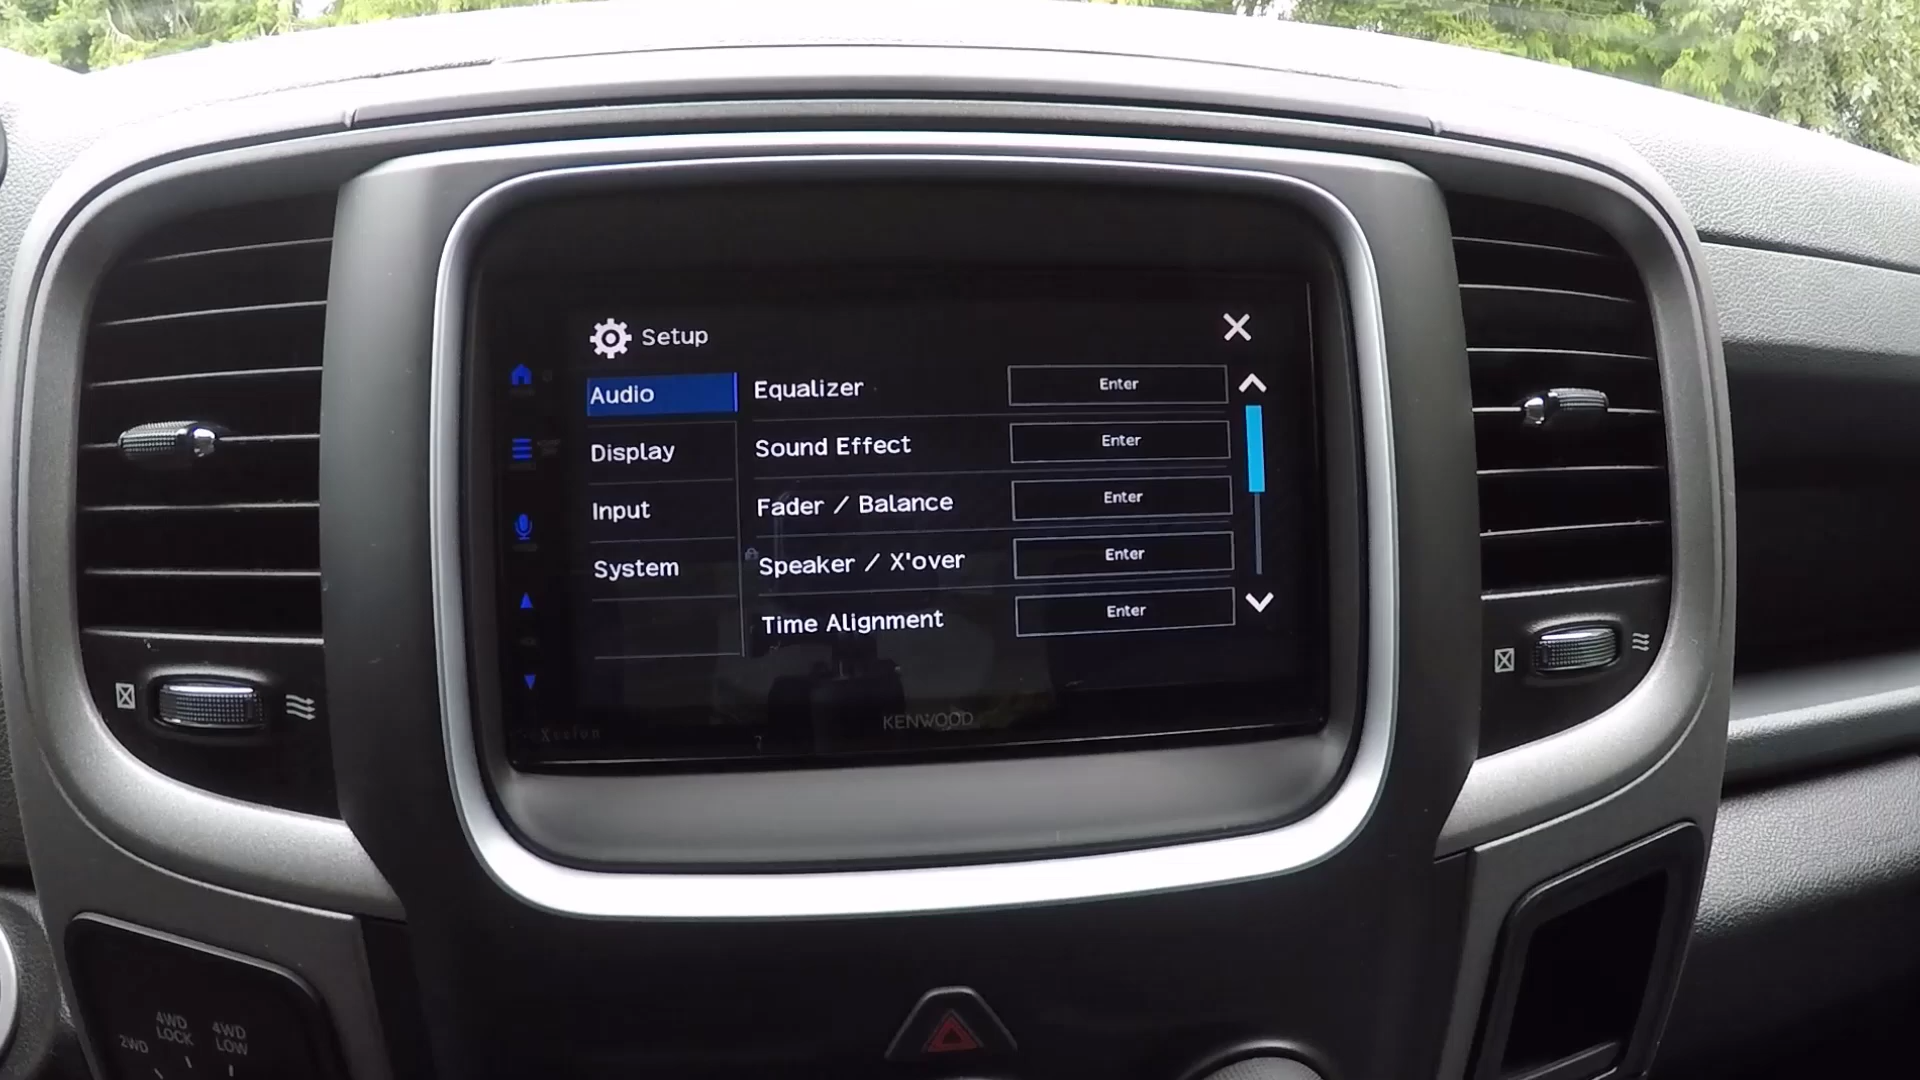 Setup
Audio
Display
Input
System
Equalizer Enter
Sound Effect Enter
Fader / Balance Enter
Speaker / X'over Enter
Time Alignment Enter
KENWOOD
2WD
4WD
LOCK
4WD
LOW